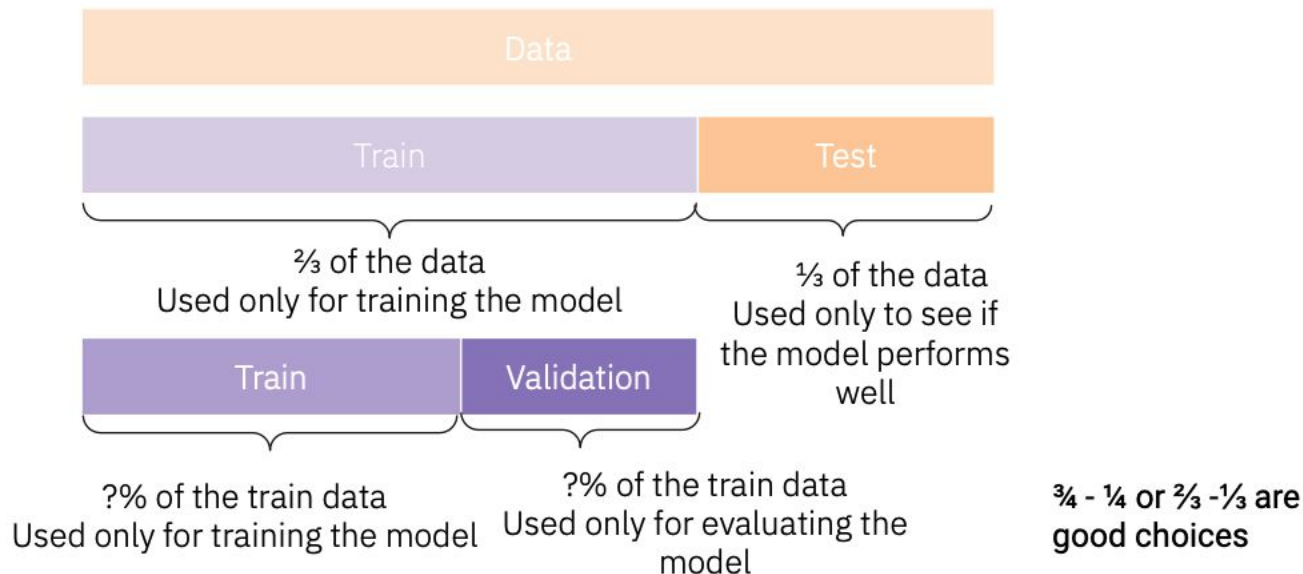 Data
Train
Test
⅔ of the data
Used only for training the model
⅓ of the data
Used only to see if
the model performs
well
Train
Validation
?% of the train data
Used only for training the model
?% of the train data
Used only for evaluating the
model
¾ - ¼ or ⅔ -⅓ are
good choices